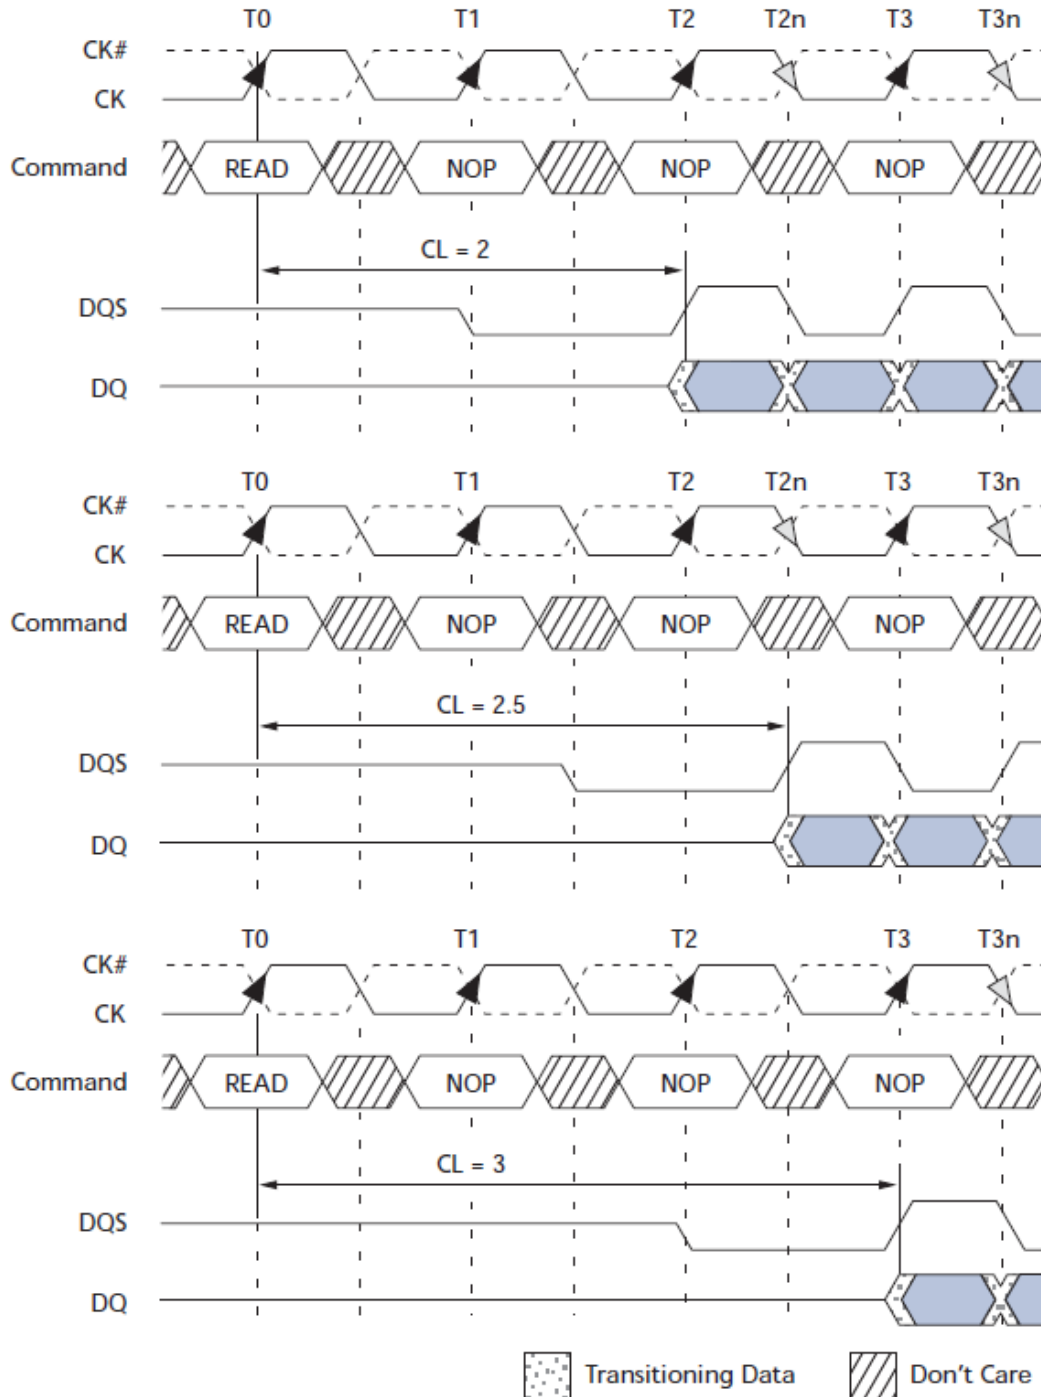 T0 T1 T2 T2n T3 T3n
CK#
CK
Command READ NOP NOP NOP
CL = 2
DQS
DQ
T0 T1 T2 T2n T3 T3n
CK#
CK
Command READ NOP NOP NOP
CL = 2.5
DQS
DQ
T0 T1 T2 T3 T3n
CK#
CK
Command READ NOP NOP NOP
CL = 3
DQS
DQ
Transitioning Data Don't Care